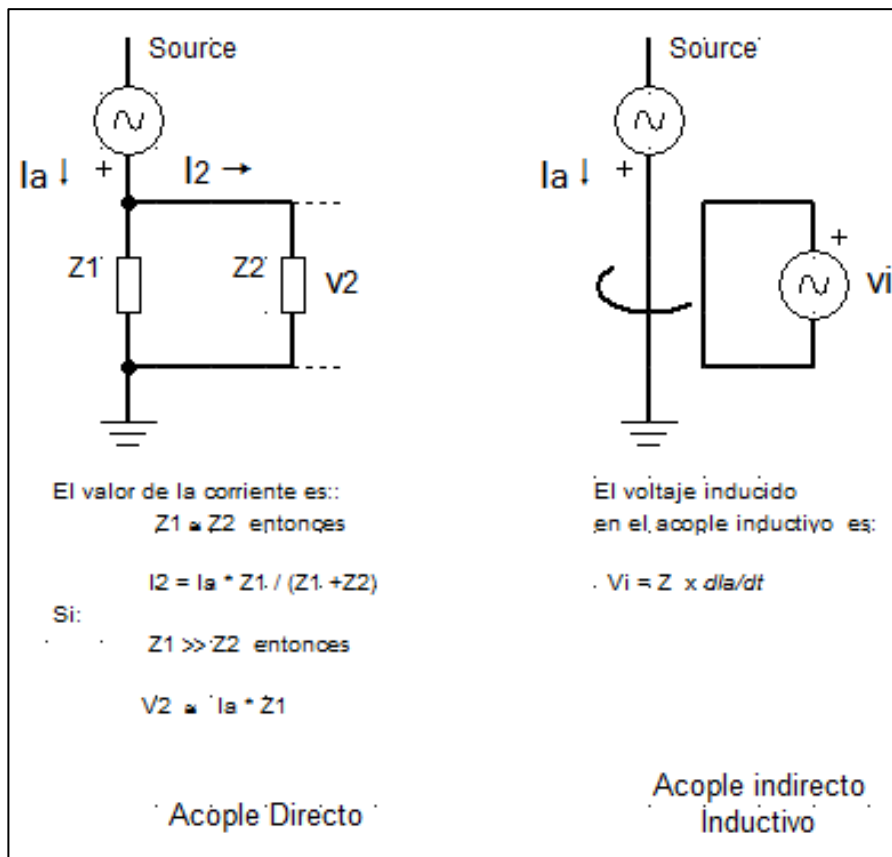 Source
Ia ↓ + I2 →
Z1 Z2 V2
El valor de la corriente es::
Z1 ≅ Z2 entonces
I2 = Ia * Z1 / (Z1 +Z2)
Si:
Z1 >> Z2 entonces
V2 ≅ Ia * Z1
Acople Directo
Source
Ia ↓ +
+
Vi
El voltaje inducido
en el acople inductivo es:
Vi = Z x dIa/dt
Acople indirecto
Inductivo